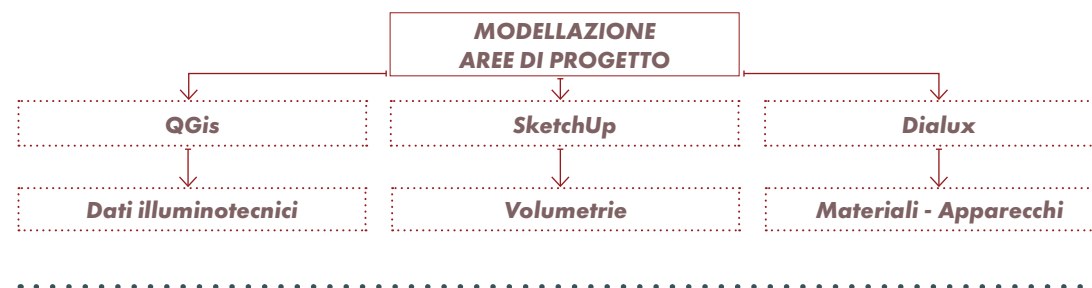 MODELLAZIONE
AREE DI PROGETTO
QGis
SketchUp
Dialux
Dati illuminotecnici
Volumetrie
Materiali - Apparecchi